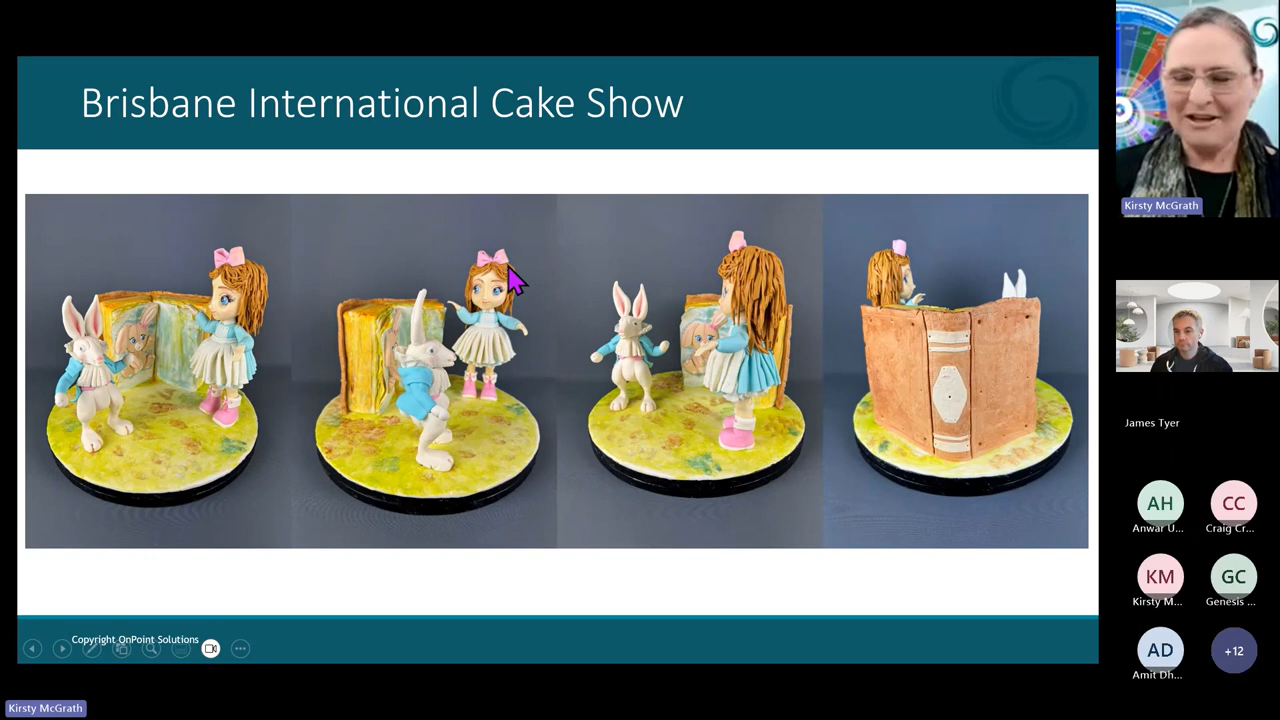 Brisbane International Cake Show
Kirsty McGrath
James Tyer
AH
Anwar U...
CC
Craig Cr...
KM
Kirsty M...
GC
Genesis ...
AD
Amit Dh...
+12
Copyright OnPoint Solutions
Kirsty McGrath